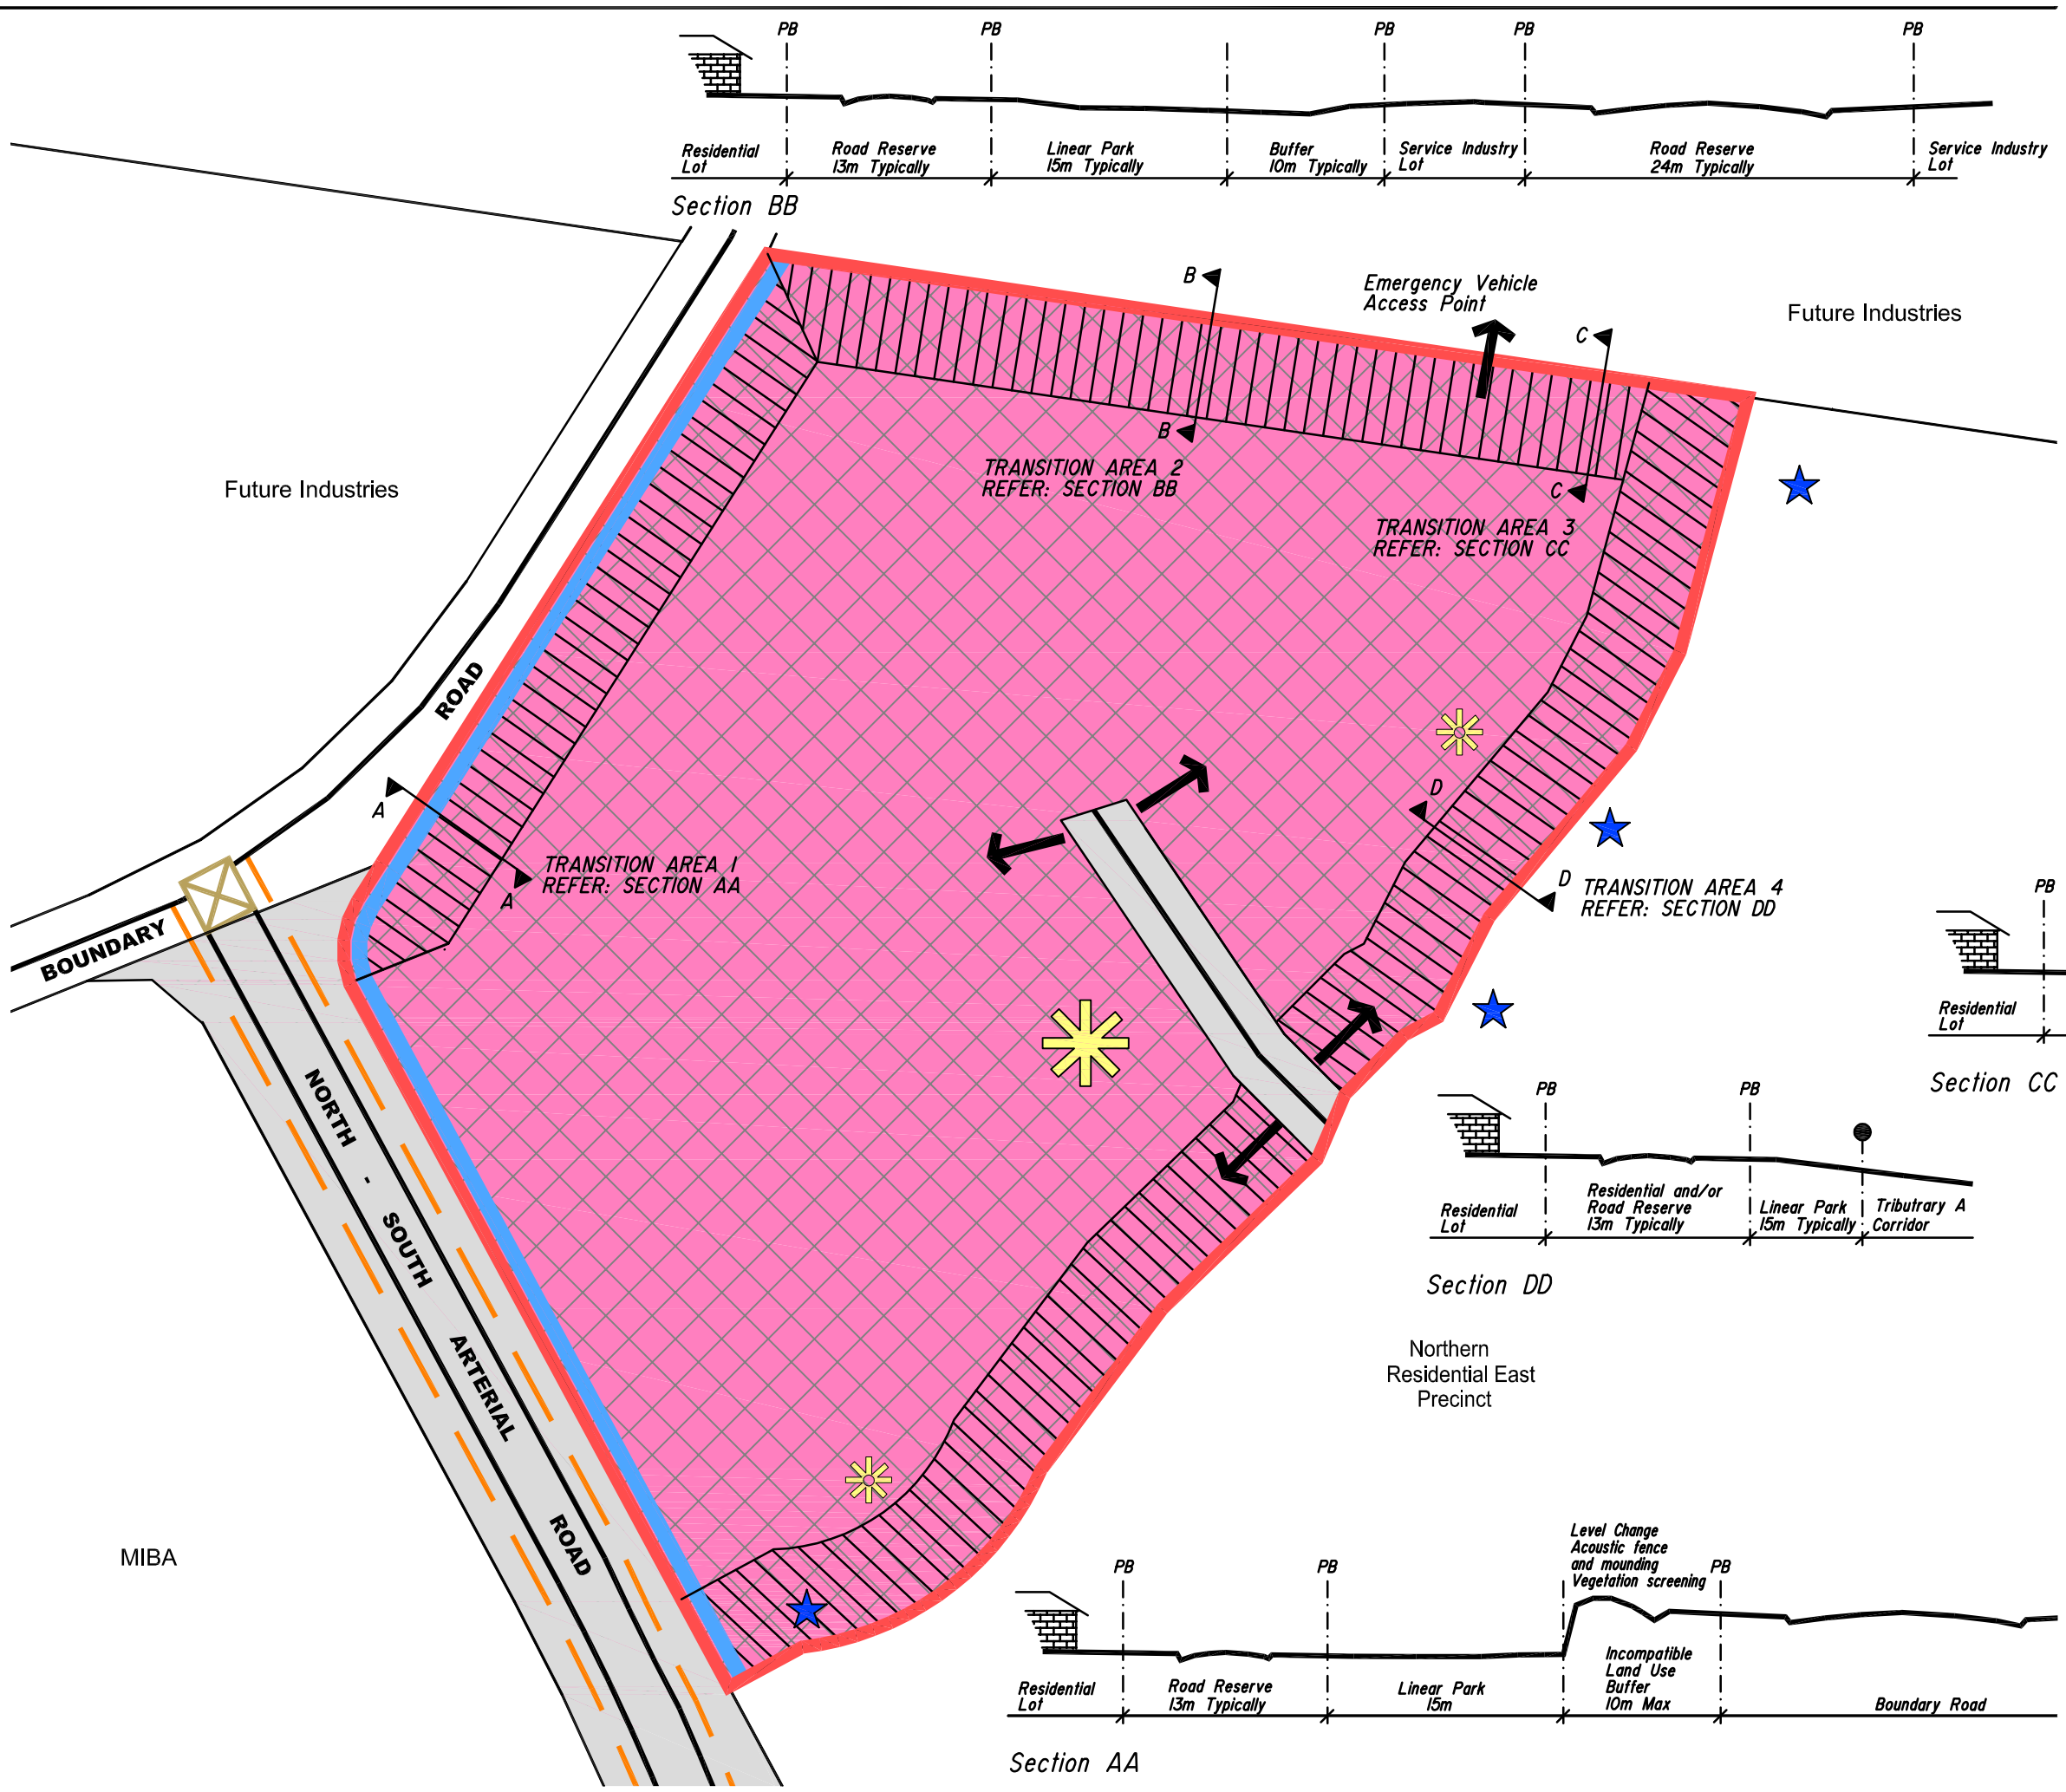 PB PB PB PB PB
Residential
Lot
Road Reserve
13m Typically
Linear Park
15m Typically
Buffer
10m Typically
Service Industry
Lot
Road Reserve
24m Typically
Service Industry
Lot
Section BB
B
Emergency Vehicle
Access Point
Future Industries
C
B
TRANSITION AREA 2
REFER: SECTION BB
Future Industries
C
TRANSITION AREA 3
REFER: SECTION CC
ROAD
A
D
TRANSITION AREA 1
REFER: SECTION AA
A
D
TRANSITION AREA 4
REFER: SECTION DD
BOUNDARY
PB
Residential
Lot
Section CC
NORTH - SOUTH ARTERIAL ROAD
PB PB
Residential
Lot
Residential and/or
Road Reserve
13m Typically
Linear Park
15m Typically
Tributrary A
Corridor
Section DD
Northern
Residential East
Precinct
MIBA
Level Change
Acoustic fence
and mounding
Vegetation screening
PB PB PB
Residential
Lot
Road Reserve
13m Typically
Linear Park
15m
Incompatible
Land Use
Buffer
10m Max
Boundary Road
Section AA